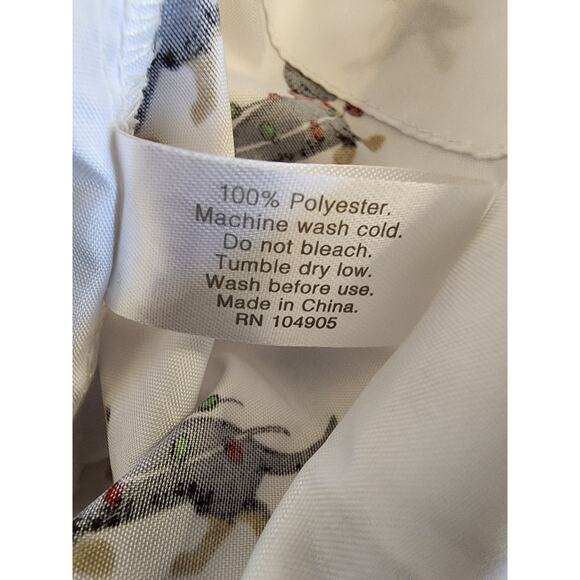 100% Polyester.
Machine wash cold.
Do not bleach.
Tumble dry low.
Wash before use.
Made in China.
RN 104905